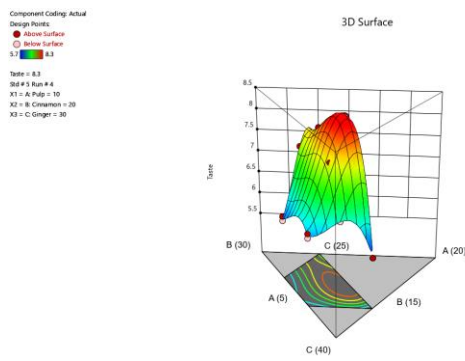 Component Coding: Actual
Design Points:
Above Surface
Below Surface
5.7 8.3
Taste = 8.3
Std # 5 Run # 4
X1 = A: Pulp = 10
X2 = B: Cinnamon = 20
X3 = C: Ginger = 30
3D Surface
8.5
8
7.5
7
6.5
6
5.5
Taste
B (30)
C (25)
A (20)
A (5)
B (15)
C (40)